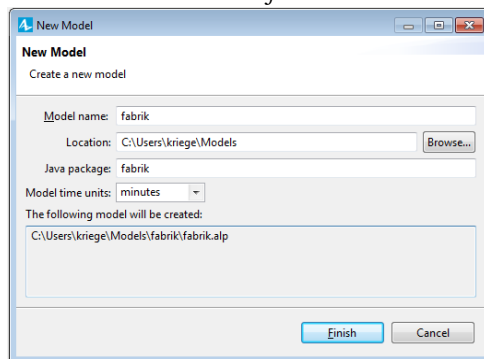 New Model
New Model
Create a new model
Model name: fabrik
Location: C:\Users\kriege\Models Browse...
Java package: fabrik
Model time units: minutes
The following model will be created:
C:\Users\kriege\Models\fabrik\fabrik.alp
Finish Cancel